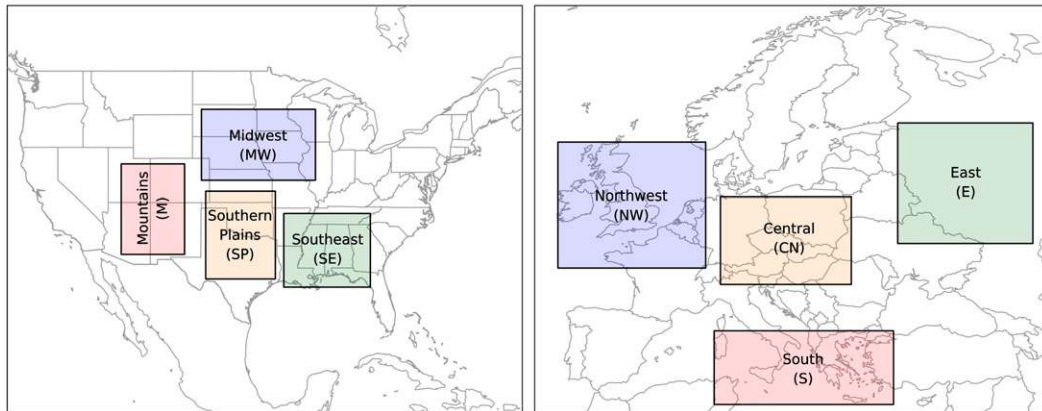 Midwest
(MW)
Mountains
(M)
Southern
Plains
(SP)
Southeast
(SE)
Northwest
(NW)
Central
(CN)
East
(E)
South
(S)